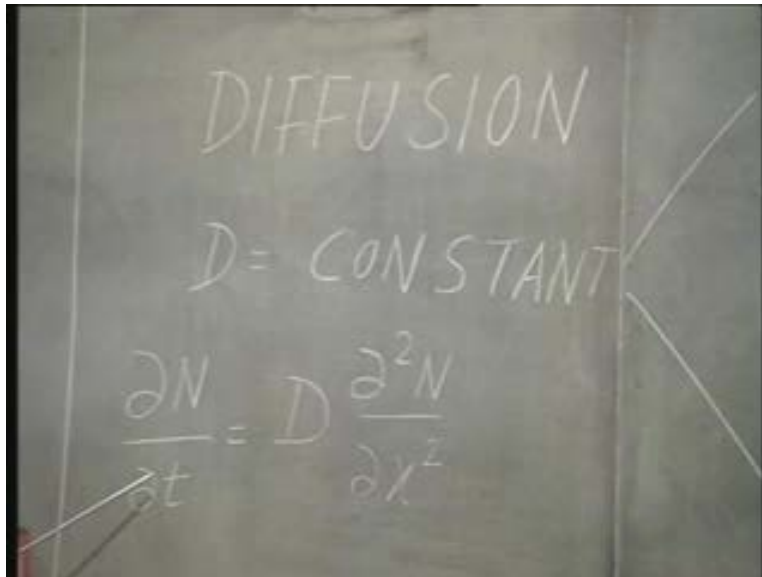 DIFFUSION
D= CONSTANT
∂N/∂t = D ∂²N/∂x²